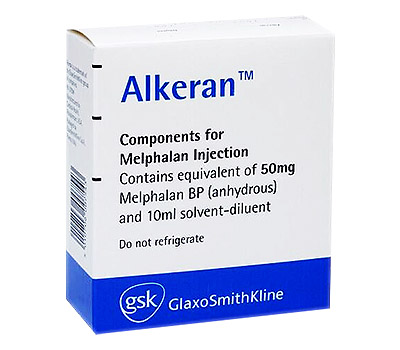 Alkeran™
Components for
Melphalan Injection
Contains equivalent of 50mg
Melphalan BP (anhydrous)
and 10ml solvent-diluent
Do not refrigerate
gsk GlaxoSmithKline